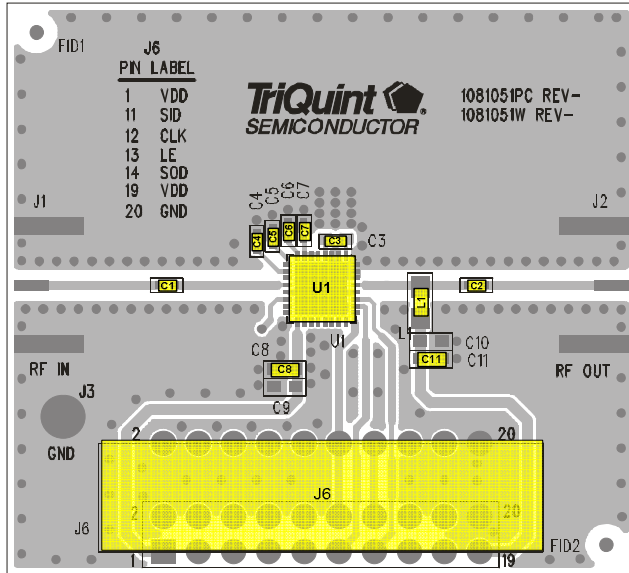 FID1
J6
PIN LABEL
1 VDD
11 SID
12 CLK
13 LE
14 SOD
19 VDD
20 GND
TriQuint
SEMICONDUCTOR
1081051PC REV-
1081051W REV-
J1
J2
C4 C5 C6 C7
C4 C5 C6 C7 C3 C3
C1 U1 L1 C2
U1 L1
C8 C10
C8 C11 C11
C9
RF IN
RF OUT
J3
GND
2 20
J6
J6 2 20
1 19
FID2